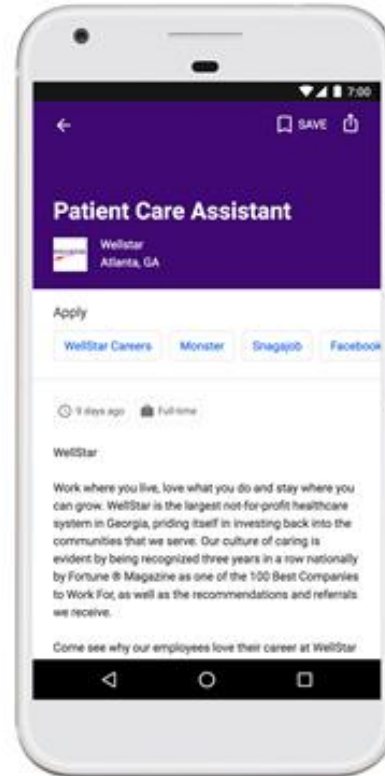 7:00
SAVE
Patient Care Assistant
Wellstar
Atlanta, GA
Apply
WellStar Careers Monster Snagajob Facebook
9 days ago Full-time
WellStar
Work where you live, love what you do and stay where you
can grow. WellStar is the largest not-for-profit healthcare
system in Georgia, priding itself in investing back into the
communities that we serve. Our culture of caring is
evident by being recognized three years in a row nationally
by Fortune ® Magazine as one of the 100 Best Companies
to Work For, as well as the recommendations and referrals
we receive.
Come see why our employees love their career at WellStar